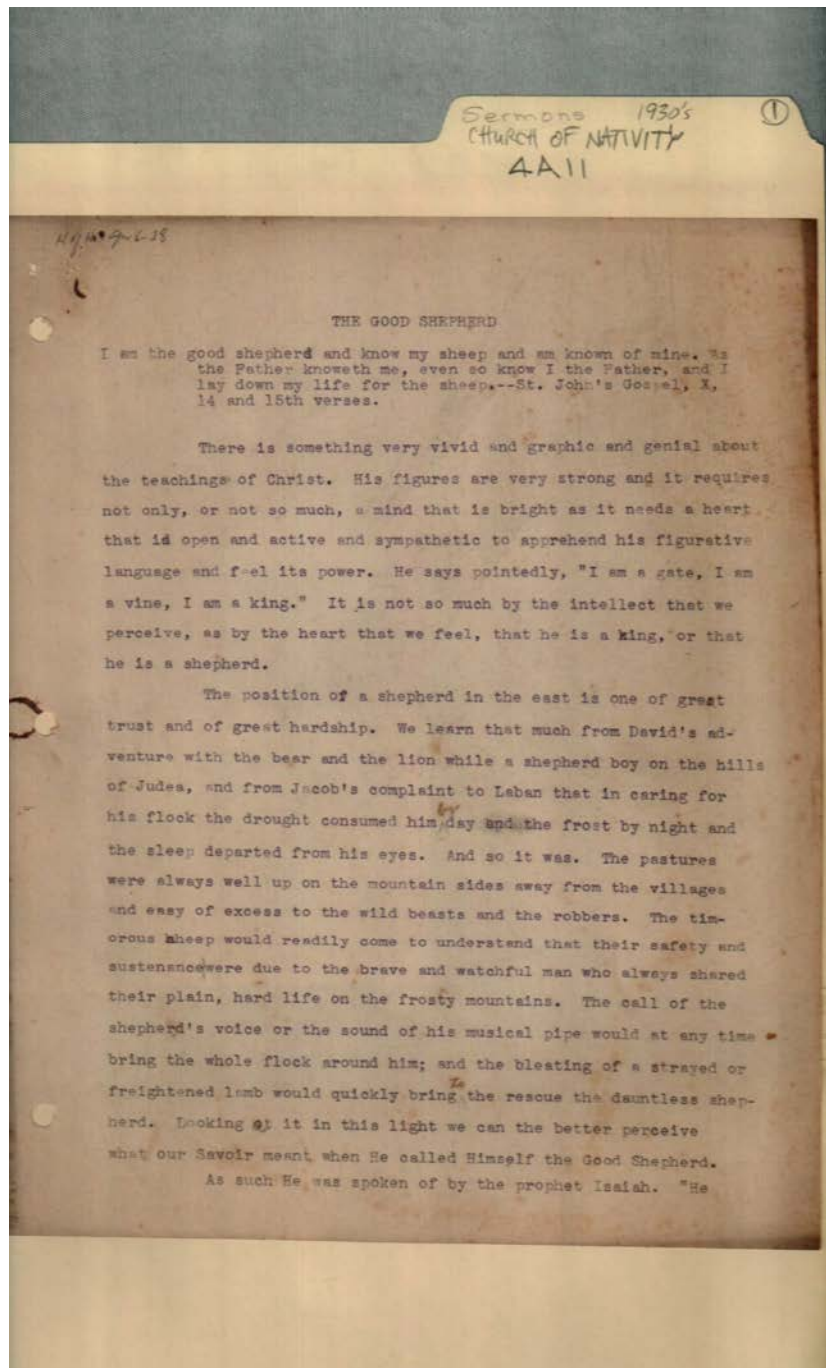 Sermons 1930's ①
CHURCH OF NATIVITY
4A11
THE GOOD SHEPHERD
I am the good shepherd and know my sheep and am known of mine. As
the Father knoweth me, even so know I the Father, and I
lay down my life for the sheep.--St. John's Gospel, X,
14 and 15th verses.
There is something very vivid and graphic and genial about
the teachings of Christ. His figures are very strong and it requires
not only, or not so much, a mind that is bright as it needs a heart
that id open and active and sympathetic to apprehend his figurative
language and feel its power. He says pointedly, "I am a gate, I am
a vine, I am a king." It is not so much by the intellect that we
perceive, as by the heart that we feel, that he is a king, or that
he is a shepherd.
The position of a shepherd in the east is one of great
trust and of great hardship. We learn that much from David's ad-
venture with the bear and the lion while a shepherd boy on the hills
of Judea, and from Jacob's complaint to Laban that in caring for
his flock the drought consumed him by day and the frost by night and
the sleep departed from his eyes. And so it was. The pastures
were always well up on the mountain sides away from the villages
and easy of excess to the wild beasts and the robbers. The tim-
orous sheep would readily come to understand that their safety and
sustenance were due to the brave and watchful man who always shared
their plain, hard life on the frosty mountains. The call of the
shepherd's voice or the sound of his musical pipe would at any time
bring the whole flock around him; and the bleating of a strayed or
freightened lamb would quickly bring to the rescue the dauntless shep-
herd. Looking at it in this light we can the better perceive
what our Savoir meant when He called Himself the Good Shepherd.
As such He was spoken of by the prophet Isaiah. "He